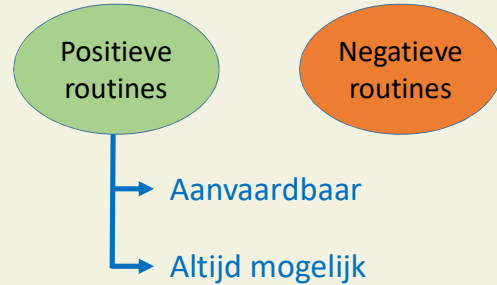 Positieve
routines
Negatieve
routines
Aanvaardbaar
Altijd mogelijk